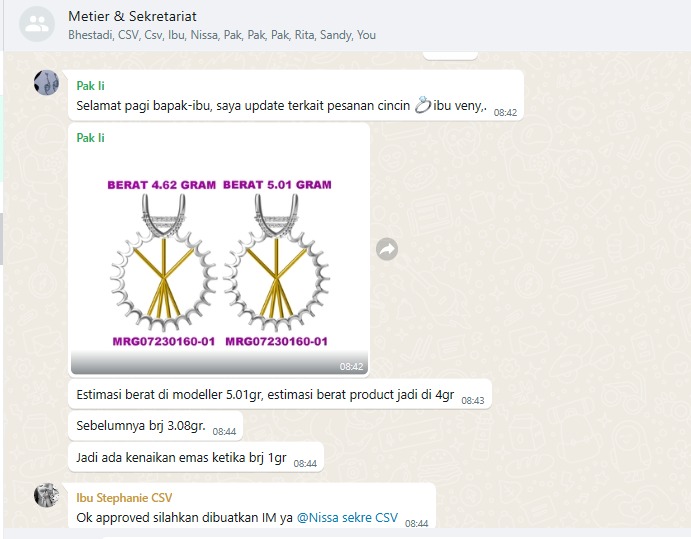 Metier & Sekretariat
Bhestadi, CSV, Csv, Ibu, Nissa, Pak, Pak, Pak, Rita, Sandy, You
Pak Ii
Selamat pagi bapak-ibu, saya update terkait pesanan cincin 💍 ibu veny,. 08:42
Pak Ii
BERAT 4.62 GRAM BERAT 5.01 GRAM
MRG07230160-01 MRG07230160-01
08:42
Estimasi berat di modeller 5.01gr, estimasi berat product jadi di 4gr 08:43
Sebelumnya brj 3.08gr. 08:44
Jadi ada kenaikan emas ketika brj 1gr 08:44
Ibu Stephanie CSV
Ok approved silahkan dibuatkan IM ya @Nissa sekre CSV 08:44